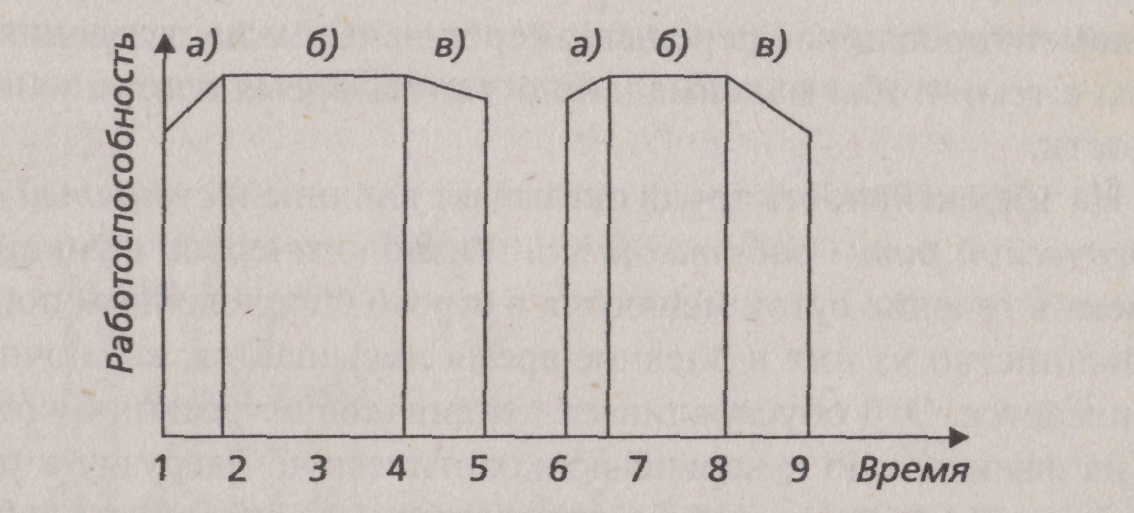 а) б) в) а) б) в)
Работоспособность
1 2 3 4 5 6 7 8 9 Время